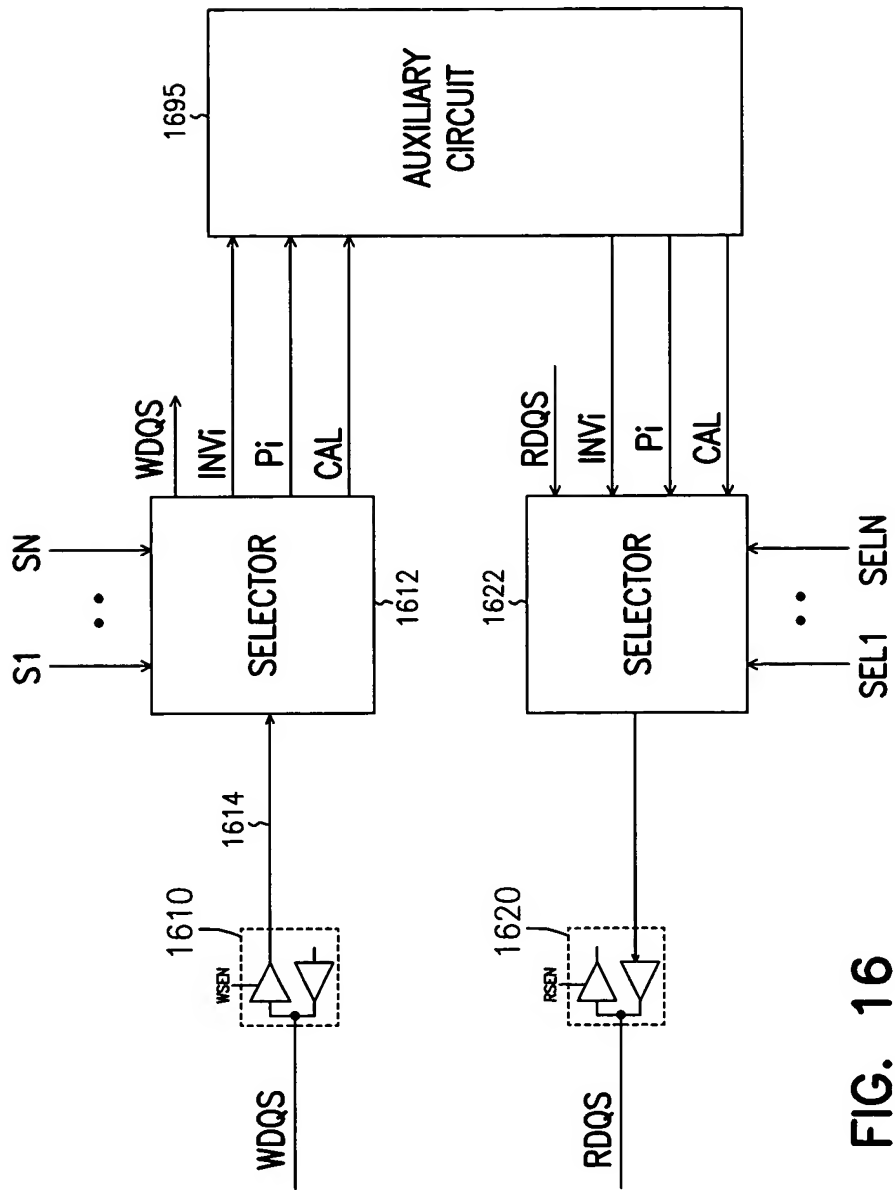 S1
SN
1610
WSEN
WDQS
1614
SELECTOR
1612
WDQS
INVi
Pi
CAL
1695
AUXILIARY
CIRCUIT
1620
RSEN
RDQS
1622
SELECTOR
RDQS
INVi
Pi
CAL
SEL1
SELN
FIG. 16